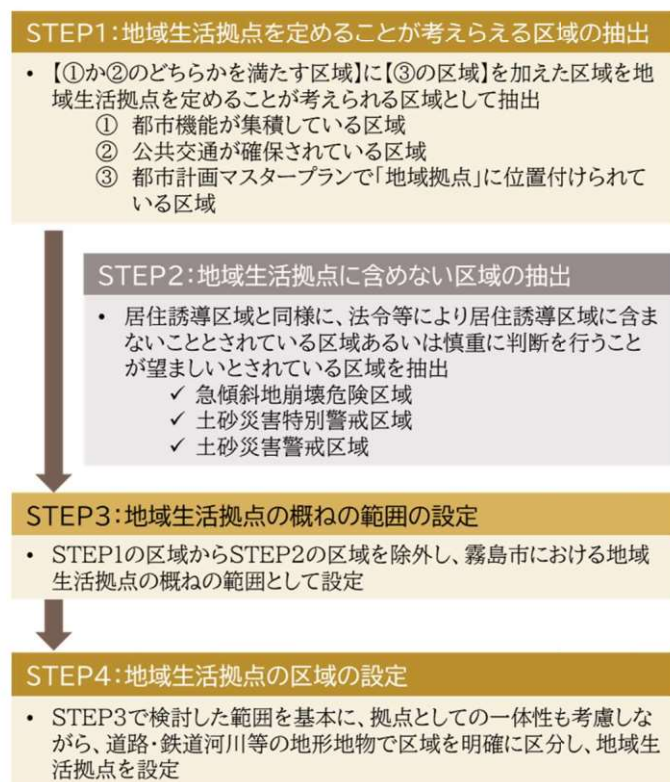 STEP1:地域生活拠点を定めることが考えらえる区域の抽出
• 【①か②のどちらかを満たす区域】に【③の区域】を加えた区域を地
域生活拠点を定めることが考えられる区域として抽出
① 都市機能が集積している区域
② 公共交通が確保されている区域
③ 都市計画マスタープランで「地域拠点」に位置付けられて
いる区域
STEP2:地域生活拠点に含めない区域の抽出
• 居住誘導区域と同様に、法令等により居住誘導区域に含ま
ないこととされている区域あるいは慎重に判断を行うこと
が望ましいとされている区域を抽出
✓ 急傾斜地崩壊危険区域
✓ 土砂災害特別警戒区域
✓ 土砂災害警戒区域
STEP3:地域生活拠点の概ねの範囲の設定
• STEP1の区域からSTEP2の区域を除外し、霧島市における地域
生活拠点の概ねの範囲として設定
STEP4:地域生活拠点の区域の設定
• STEP3で検討した範囲を基本に、拠点としての一体性も考慮しな
がら、道路・鉄道河川等の地形地物で区域を明確に区分し、地域生
活拠点を設定